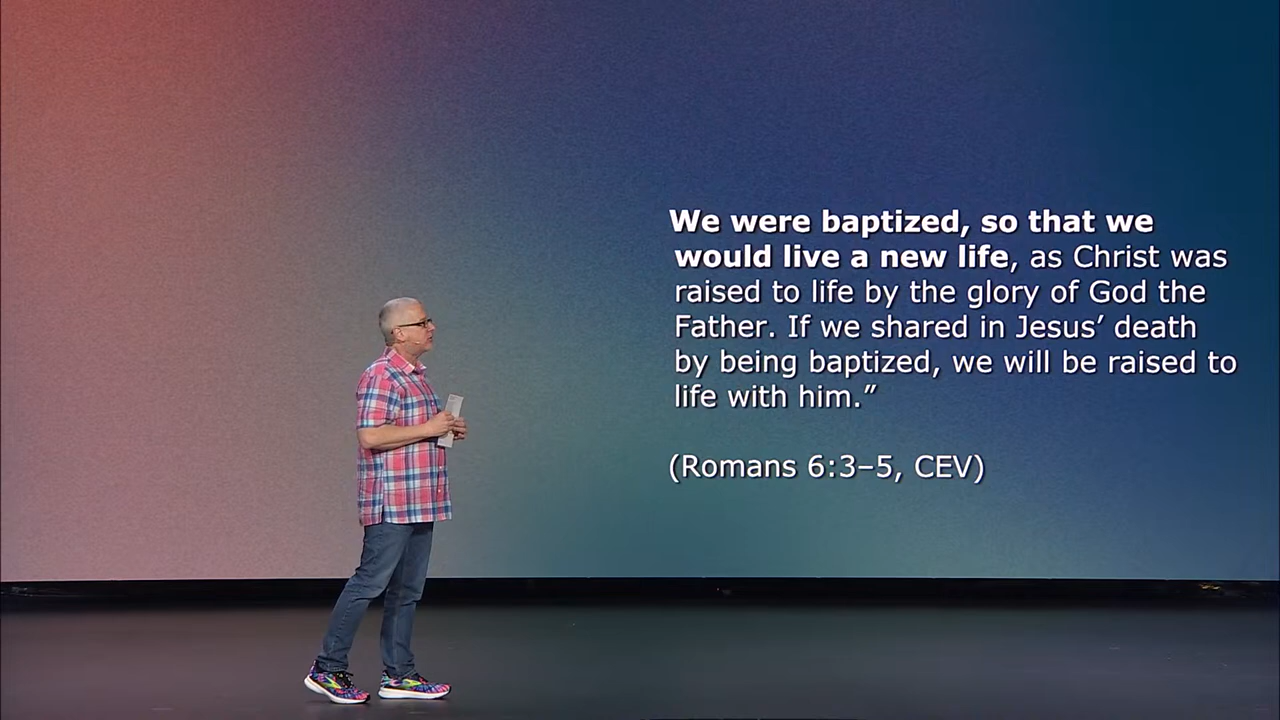 We were baptized, so that we
would live a new life, as Christ was
raised to life by the glory of God the
Father. If we shared in Jesus’ death
by being baptized, we will be raised to
life with him.”
(Romans 6:3–5, CEV)